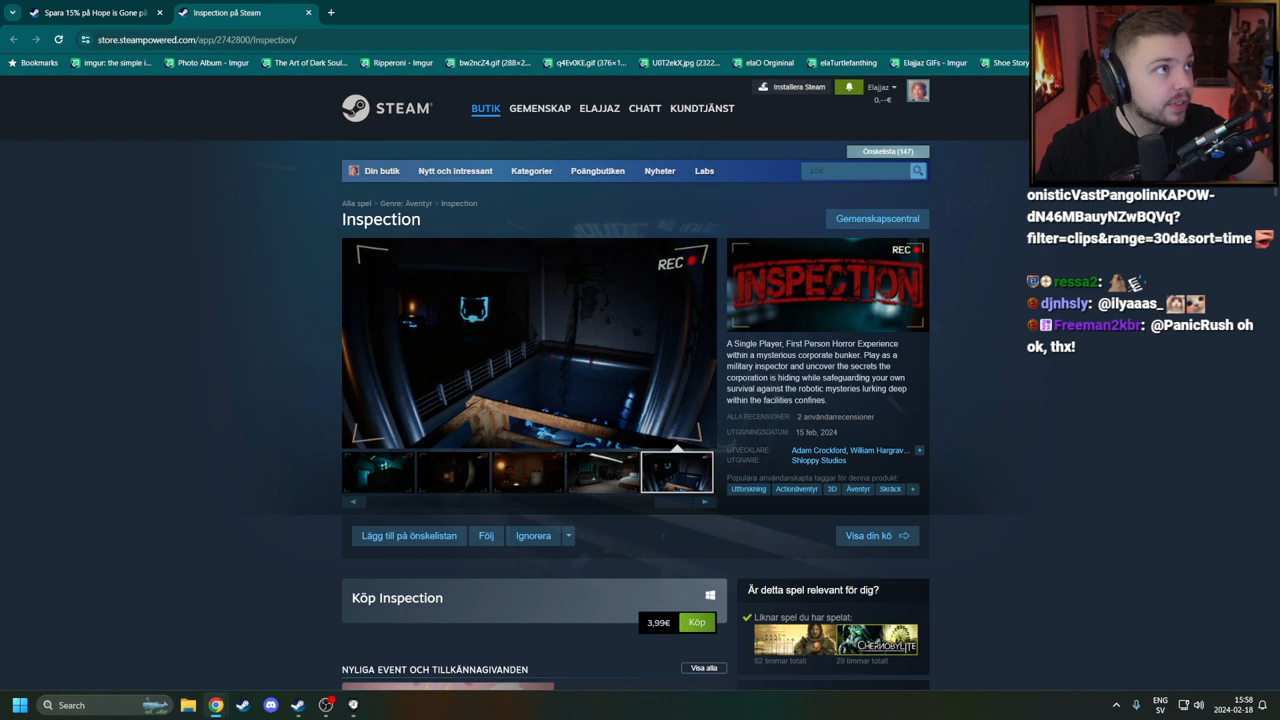 Spara 15% på Hope is Gone på
Inspection på Steam
store.steampowered.com/app/2742800/Inspection/
Bookmarks
imgur: the simple i...
Photo Album - Imgur
The Art of Dark Soul...
Ripperoni - Imgur
bw2ncZ4.gif (288×2...
q4Ev0KE.gif (376×1...
U0T2ekX.jpg (2322...
elaO Orginal
elaTurtlefanthing
Elajjaz GIFs - Imgur
Shoe Story
Installera Steam
Elajjaz
0,--€
STEAM
BUTIK
GEMENSKAP
ELAJJAZ
CHATT
KUNDTJÄNST
Önskelista (147)
Din butik
Nytt och intressant
Kategorier
Poängbutiken
Nyheter
Labs
sök
Alla spel > Genre: Äventyr > Inspection
Inspection
Gemenskapscentral
REC
REC
INSPECTION
A Single Player, First Person Horror Experience
within a mysterious corporate bunker. Play as a
military inspector and uncover the secrets the
corporation is hiding while safeguarding your own
survival against the robotic mysteries lurking deep
within the facilities confines.
ALLA RECENSIONER: 2 användarrecensioner
UTGIVNINGSDATUM: 15 feb, 2024
UTVECKLARE: Adam Crockford, William Hargrav... +
UTGIVARE: Shloppy Studios
Populära användarskapta taggar för denna produkt:
Utforskning
Actionäventyr
3D
Äventyr
Skräck
+
Lägg till på önskelistan
Följ
Ignorera
Visa din kö
Köp Inspection
3,99€
Köp
Är detta spel relevant för dig?
Liknar spel du har spelat:
CHERNOBYLITE
62 timmar totalt
29 timmar totalt
NYLIGA EVENT OCH TILLKÄNNAGIVANDEN
Visa alla
onisticVastPangolinKAPOW-
dN46MBauyNZwBQVq?
filter=clips&range=30d&sort=time
ressa2:
djnhsly: @ilyaaas_
Freeman2kbr: @PanicRush oh
ok, thx!
Search
ENG
SV
15:58
2024-02-18